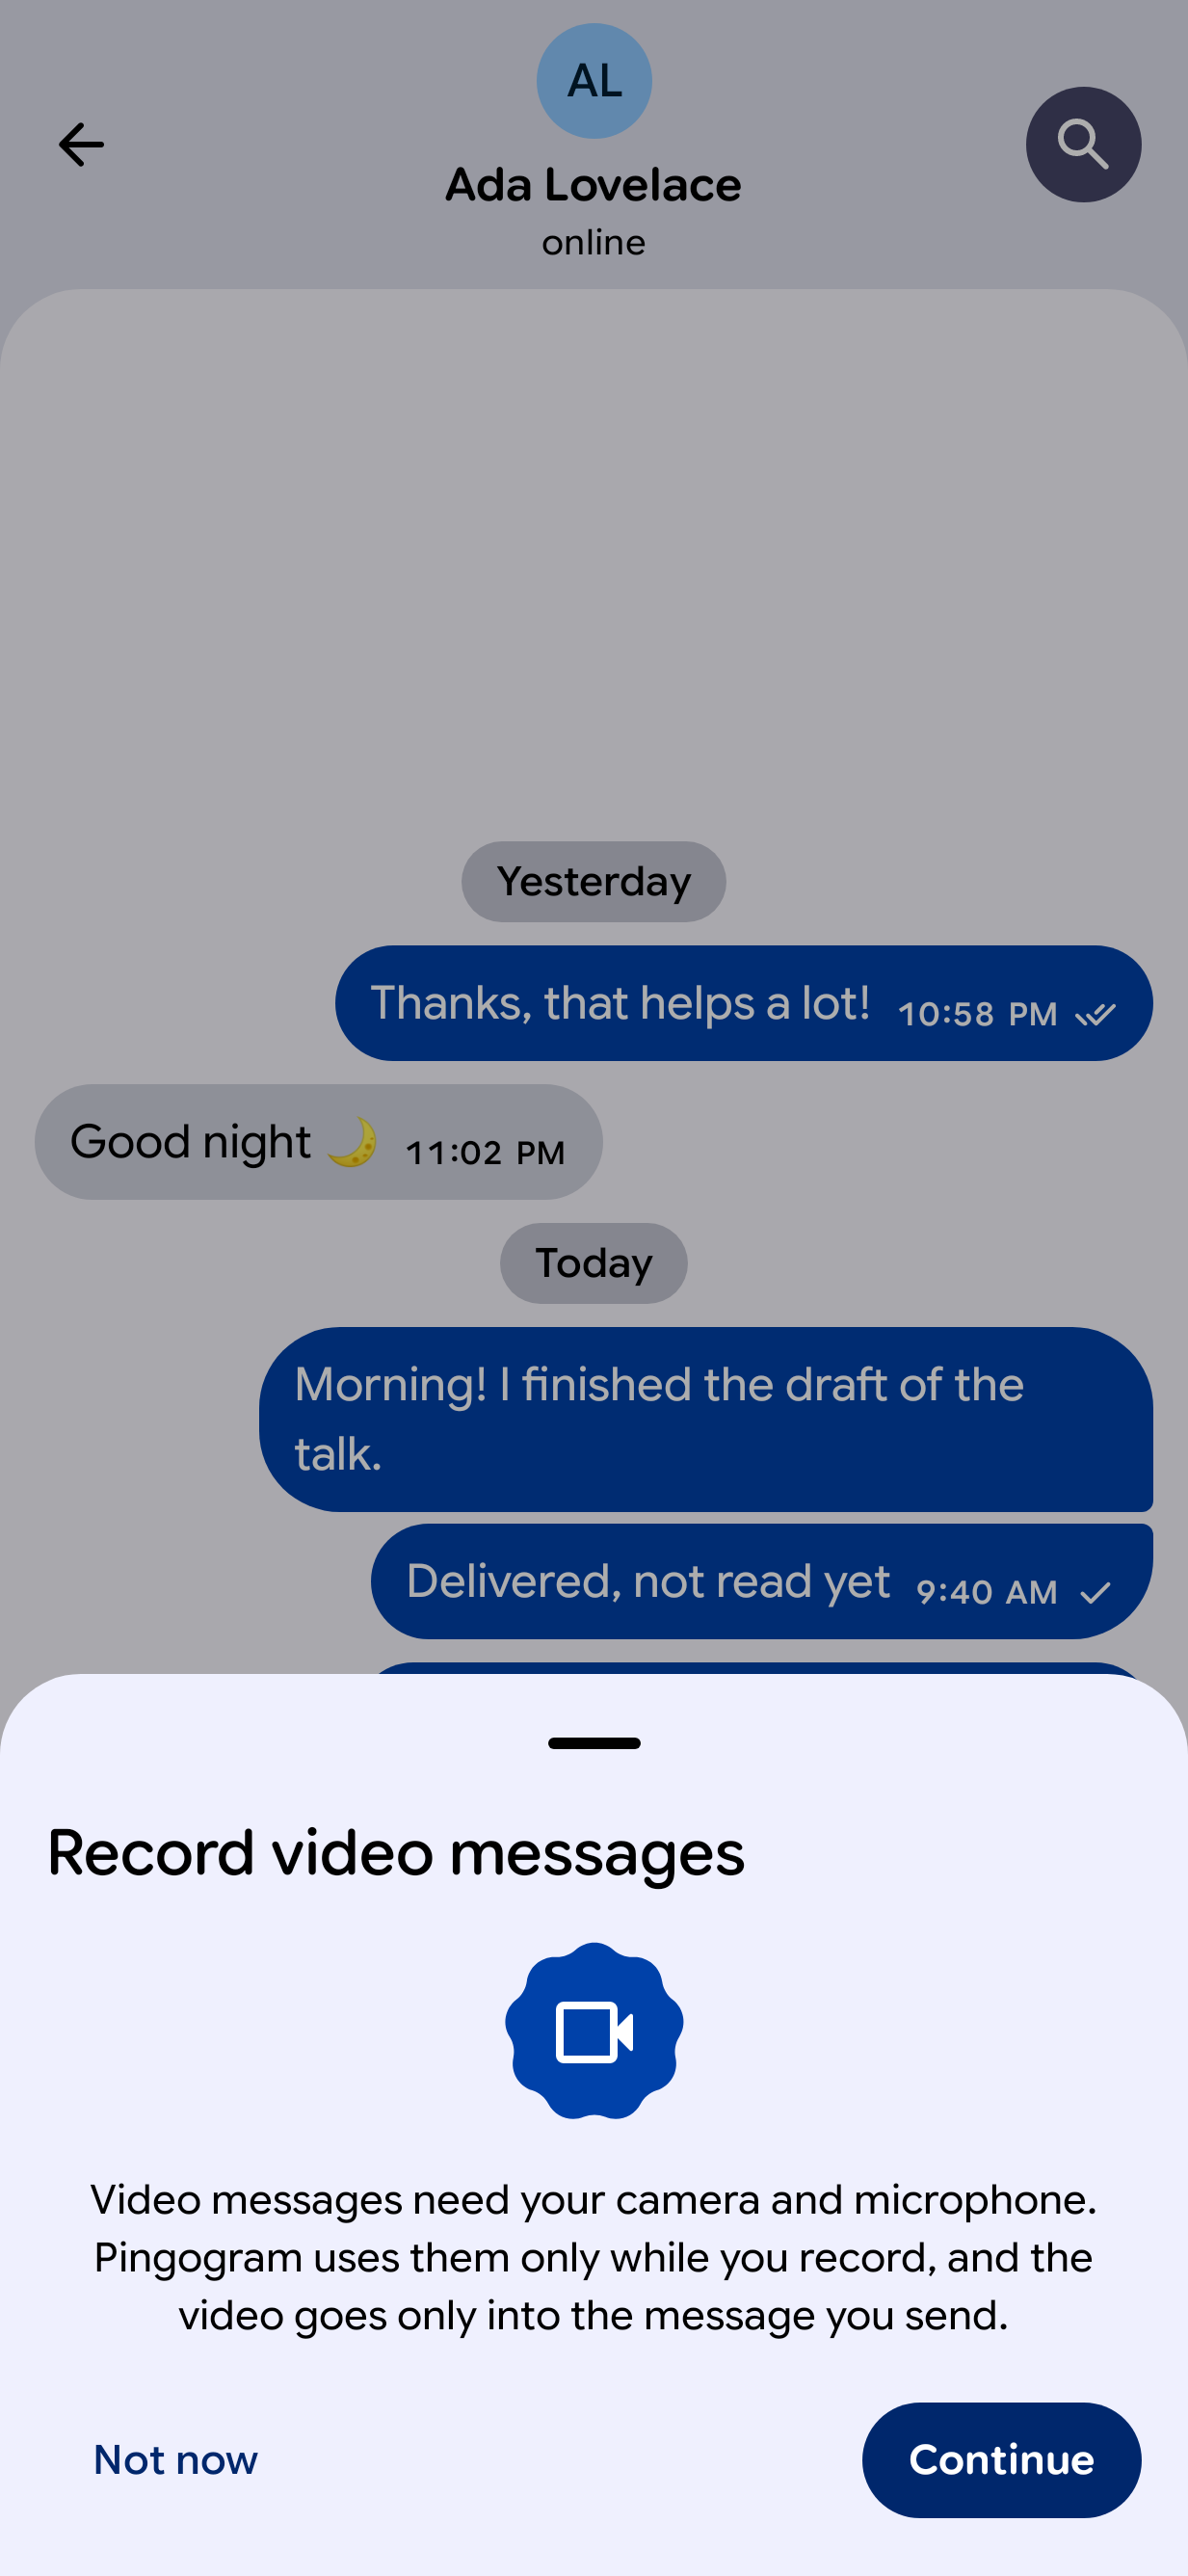 AL
Ada Lovelace
online
Yesterday
Thanks, that helps a lot! 10:58 PM
Good night 🌙 11:02 PM
Today
Morning! I finished the draft of the
talk.
Delivered, not read yet 9:40 AM
Record video messages
Video messages need your camera and microphone.
Pingogram uses them only while you record, and the
video goes only into the message you send.
Not now
Continue